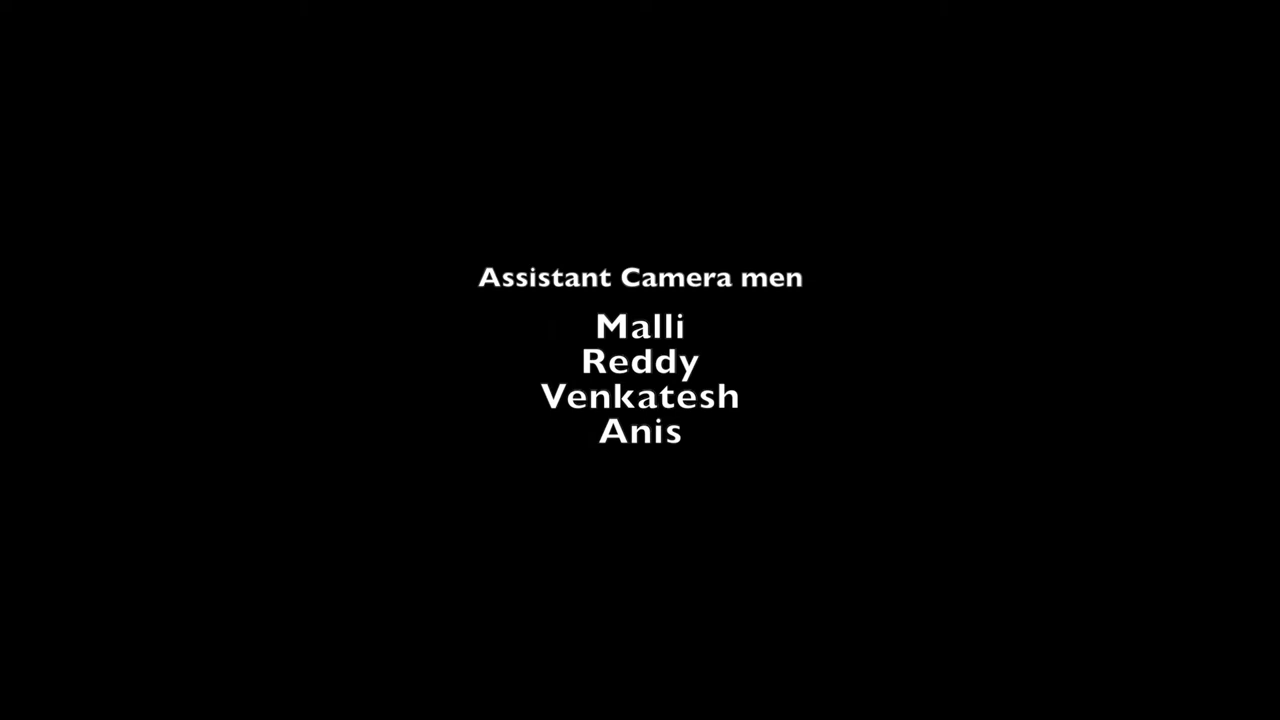 Assistant Camera men
Malli
Reddy
Venkatesh
Anis